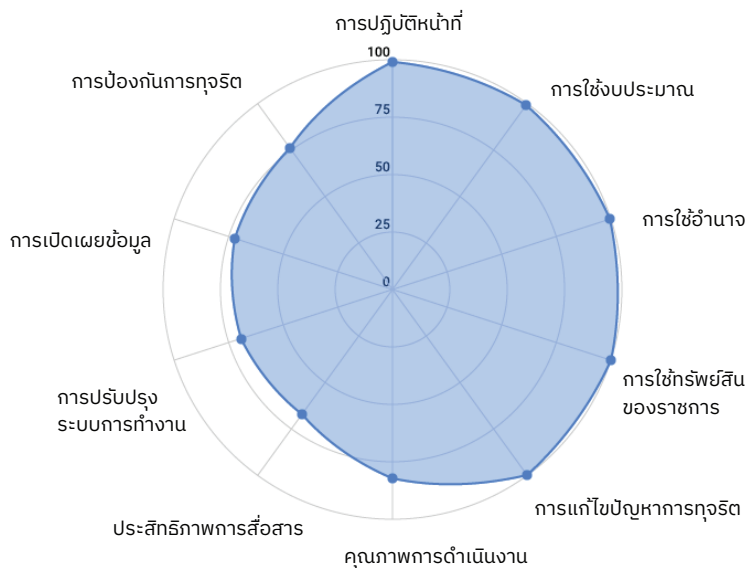 การปฏิบัติหน้าที่
100
การป้องกันการทุจริต
การใช้งบประมาณ
75
50
การใช้อำนาจ
25
การเปิดเผยข้อมูล
0
การใช้ทรัพย์สิน
ของราชการ
การปรับปรุง
ระบบการทำงาน
การแก้ไขปัญหาการทุจริต
ประสิทธิภาพการสื่อสาร
คุณภาพการดำเนินงาน